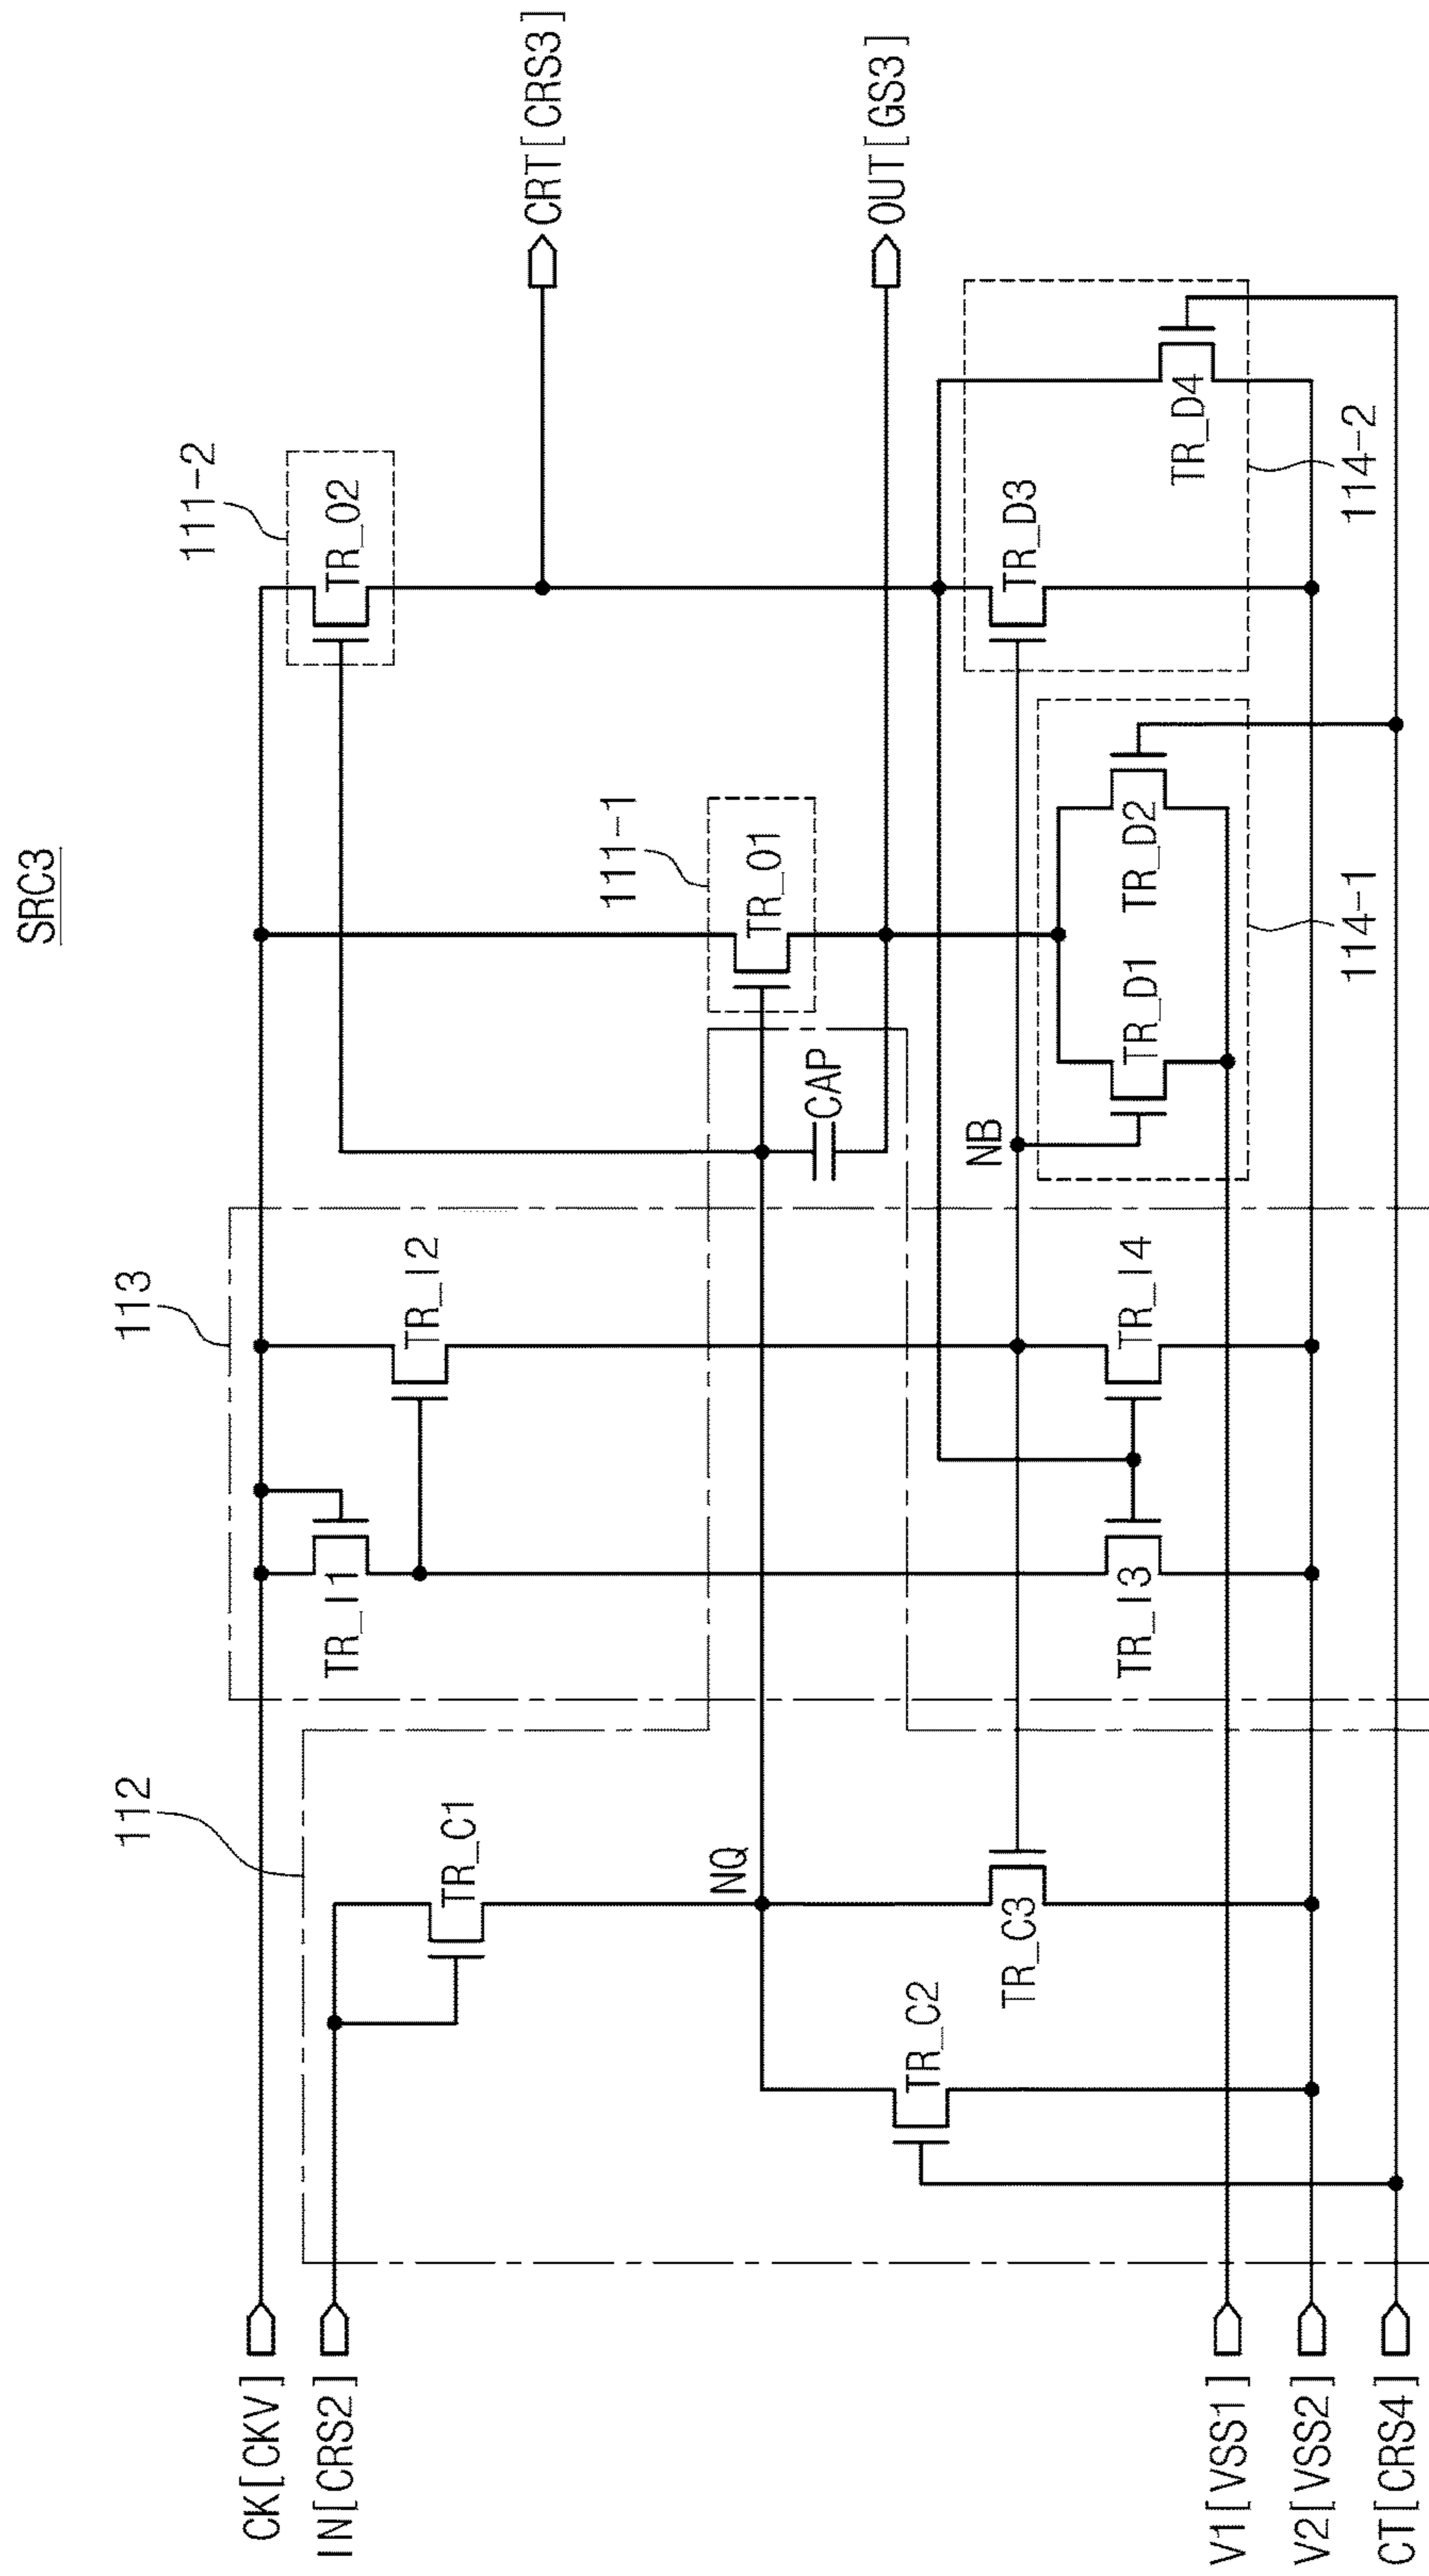 SRC3
111-2
TR_O2
CRT[CRS3]
111-1
TR_O1
OUT[GS3]
113
TR_I1
TR_I2
CAP
112
TR_C1
NQ
NB
TR_C2
TR_C3
TR_I3
TR_I4
TR_D1
TR_D2
TR_D3
TR_D4
114-1
114-2
CK[CKV]
IN[CRS2]
V1[VSS1]
V2[VSS2]
CT[CRS4]